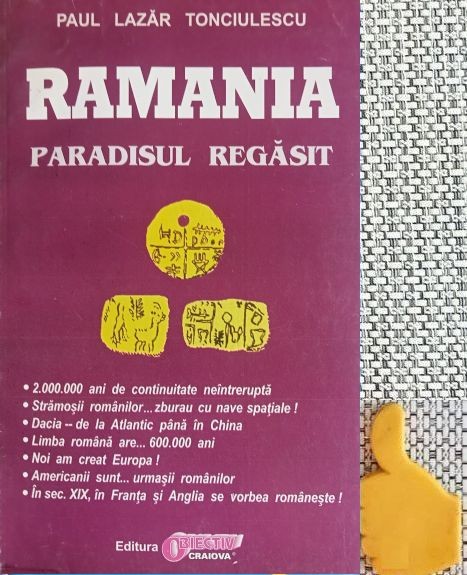 PAUL LAZĂR TONCIULESCU
RAMANIA
PARADISUL REGĂSIT
• 2.000.000 ani de continuitate neîntreruptă
• Strămoşii românilor... zburau cu nave spaţiale !
• Dacia -- de la Atlantic până în China
• Limba română are... 600.000 ani
• Noi am creat Europa !
• Americanii sunt... urmaşii românilor
• În sec. XIX, în Franţa şi Anglia se vorbea româneşte !
Editura OBIECTIV
CRAIOVA